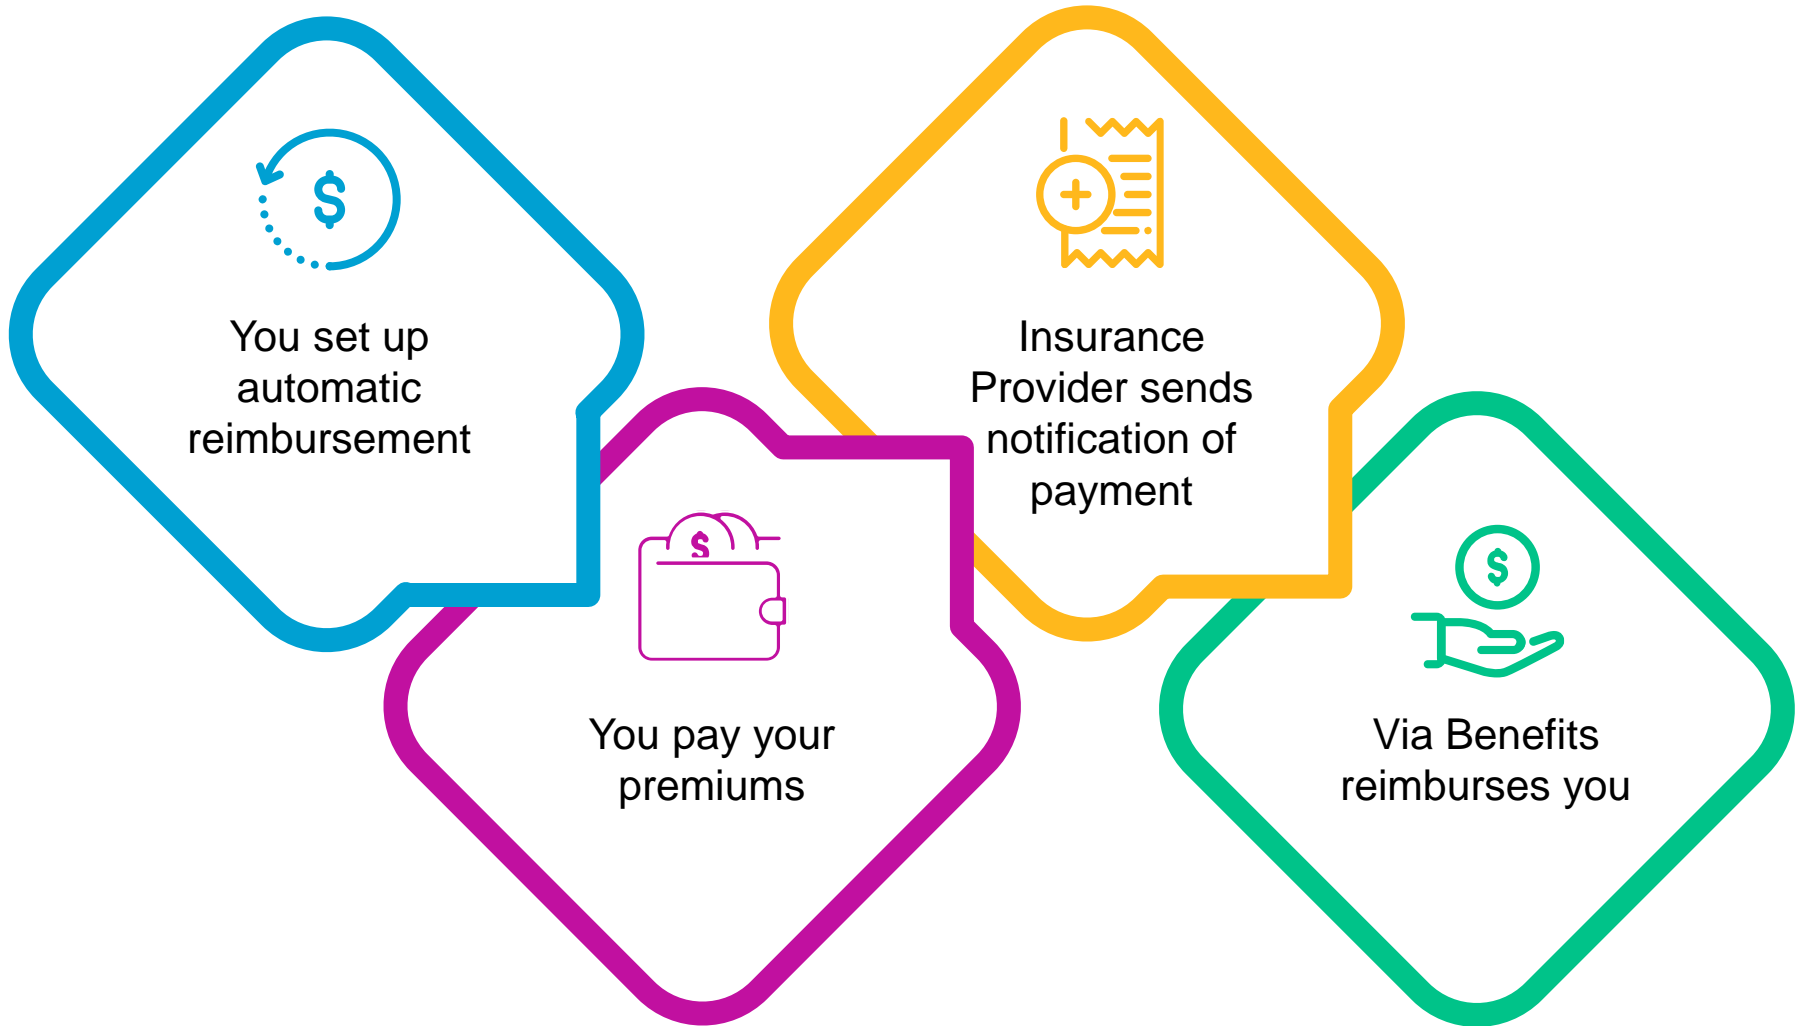 You set up
automatic
reimbursement
You pay your
premiums
Insurance
Provider sends
notification of
payment
Via Benefits
reimburses you